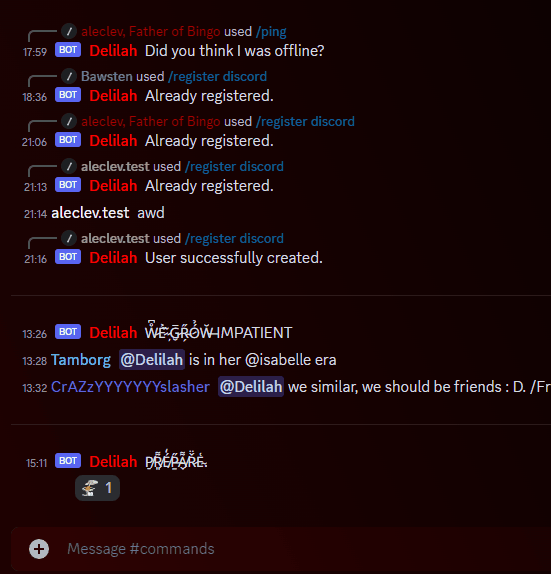 / aleclev, Father of Bingo used /ping
17:59 BOT Delilah Did you think I was offline?
/ Bawsten used /register discord
18:36 BOT Delilah Already registered.
/ aleclev, Father of Bingo used /register discord
21:06 BOT Delilah Already registered.
/ aleclev.test used /register discord
21:13 BOT Delilah Already registered.
21:14 aleclev.test awd
/ aleclev.test used /register discord
21:16 BOT Delilah User successfully created.
13:26 BOT Delilah WE GROW IMPATIENT
13:28 Tamborg @Delilah is in her @isabelle era
13:32 CrAZzYYYYYYYslasher @Delilah we similar, we should be friends : D. /Fr
15:11 BOT Delilah PREPARE.
1
Message #commands